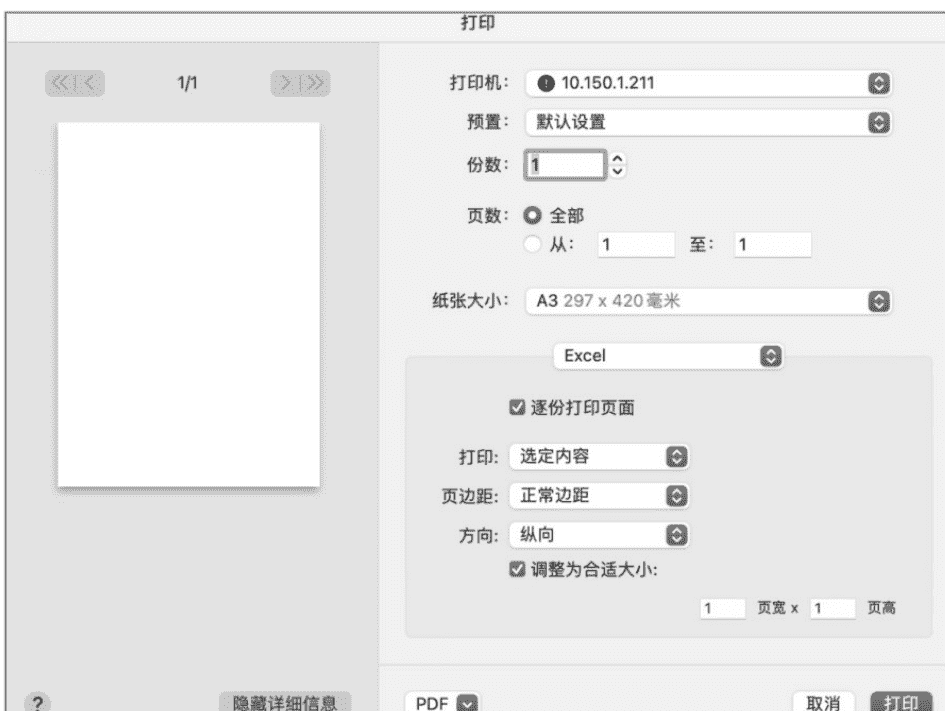 打印
1/1
打印机： 10.150.1.211
预置： 默认设置
份数： 1
页数： 全部
从： 1 至： 1
纸张大小： A3 297 x 420 毫米
Excel
逐份打印页面
打印: 选定内容
页边距: 正常边距
方向: 纵向
调整为合适大小:
1 页宽 x 1 页高
? 隐藏详细信息 PDF 取消 打印